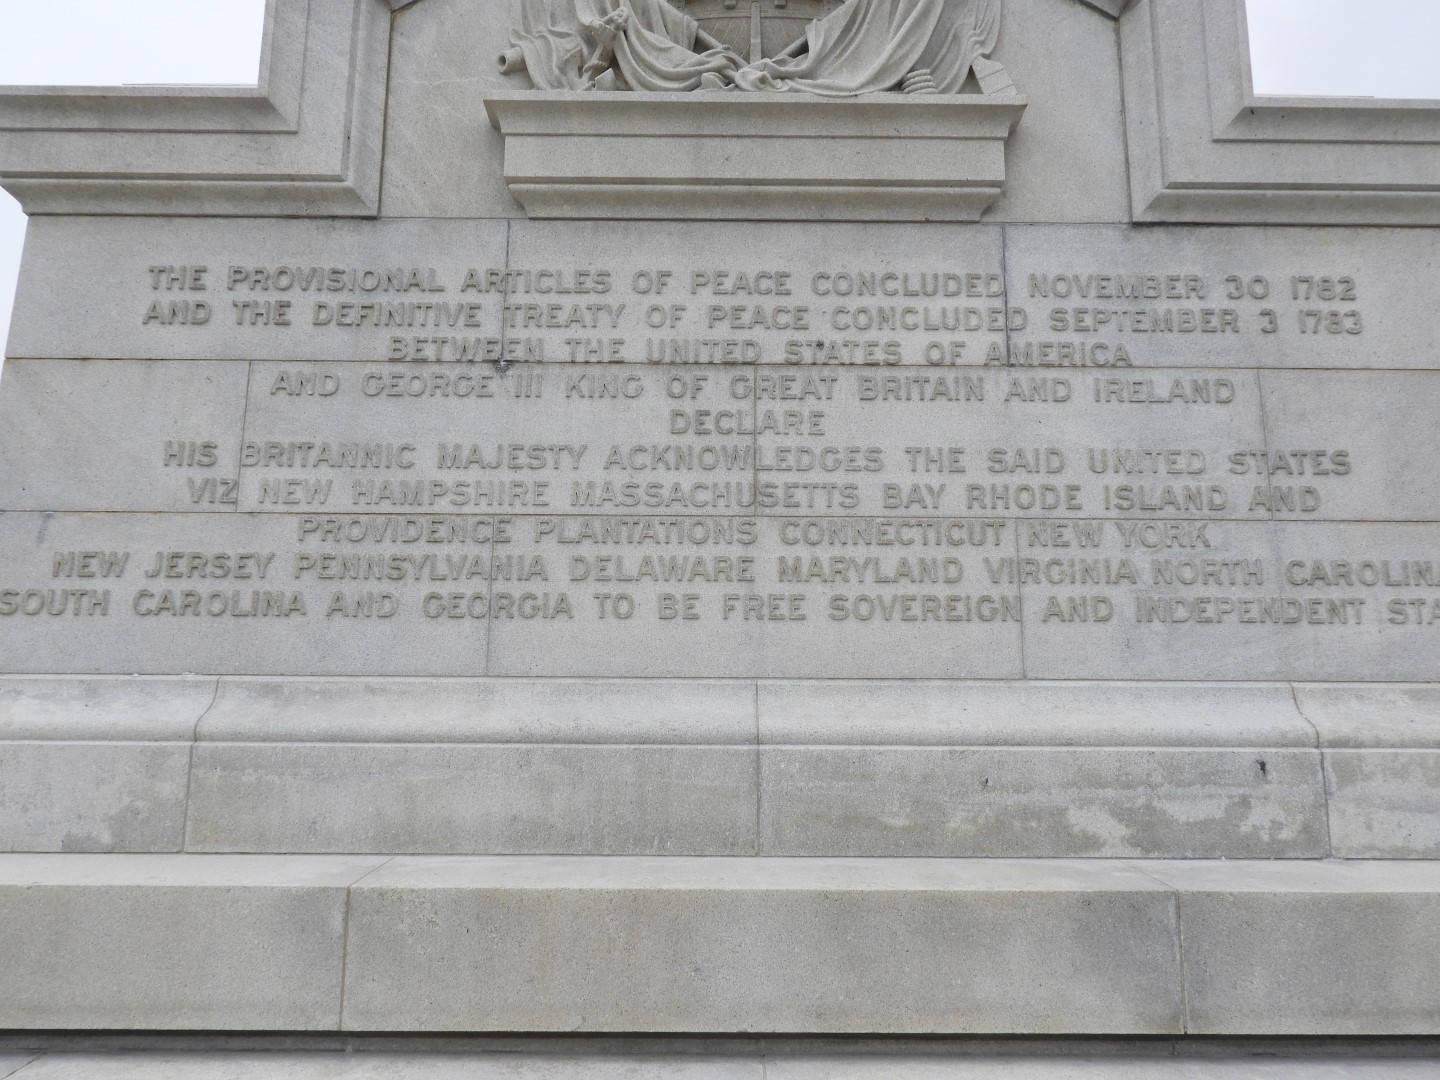 THE PROVISIONAL ARTICLES OF PEACE CONCLUDED NOVEMBER 30 1782
AND THE DEFINITIVE TREATY OF PEACE CONCLUDED SEPTEMBER 3 1783
BETWEEN THE UNITED STATES OF AMERICA
AND GEORGE III KING OF GREAT BRITAIN AND IRELAND
DECLARE
HIS BRITANNIC MAJESTY ACKNOWLEDGES THE SAID UNITED STATES
VIZ NEW HAMPSHIRE MASSACHUSETTS BAY RHODE ISLAND AND
PROVIDENCE PLANTATIONS CONNECTICUT NEW YORK
NEW JERSEY PENNSYLVANIA DELAWARE MARYLAND VIRGINIA NORTH CAROLINA
SOUTH CAROLINA AND GEORGIA TO BE FREE SOVEREIGN AND INDEPENDENT STA